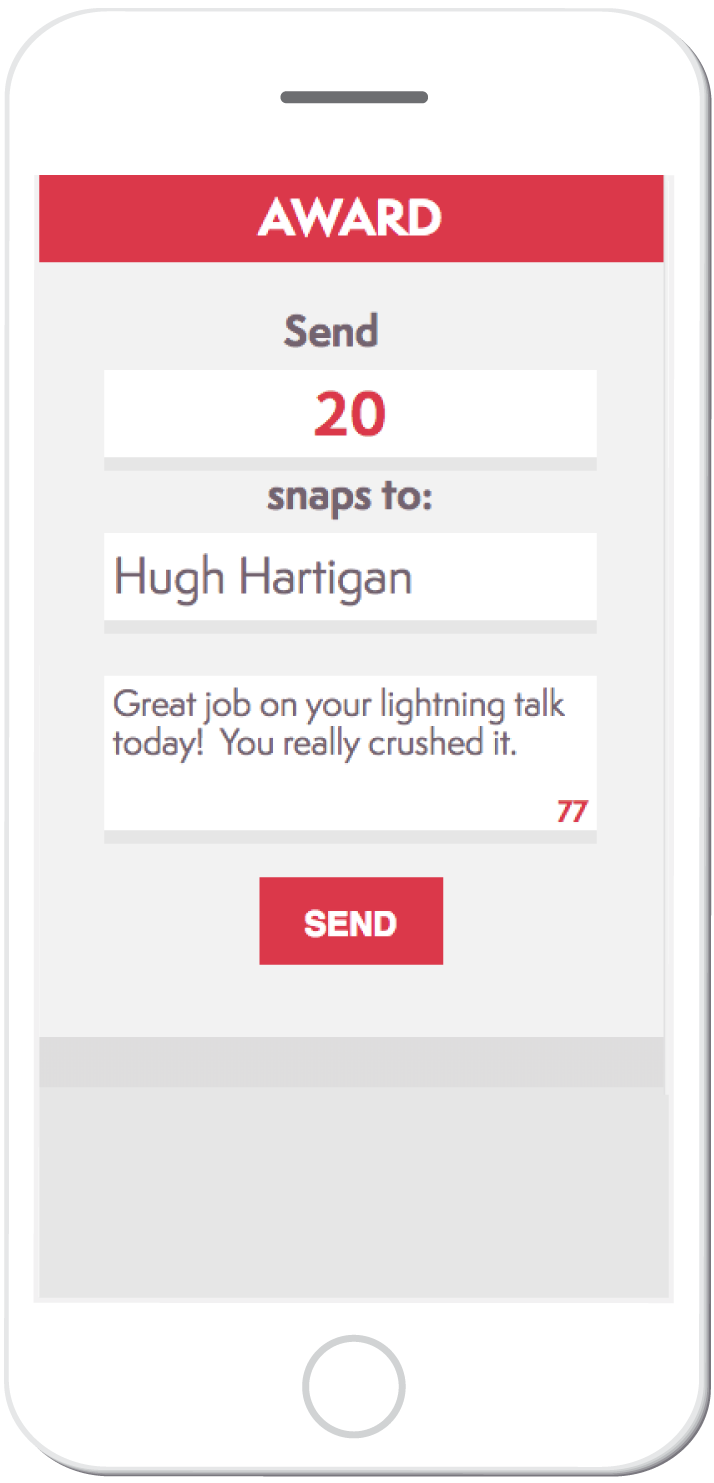 AWARD
Send
20
snaps to:
Hugh Hartigan
Great job on your lightning talk
today!  You really crushed it.
77
SEND